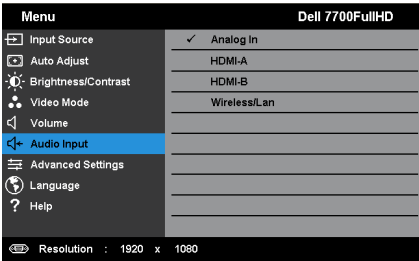 Menu Dell 7700FullHD
Input Source ✓ Analog In
Auto Adjust HDMI-A
Brightness/Contrast HDMI-B
Video Mode Wireless/Lan
Volume
Audio Input
Advanced Settings
Language
? Help
Resolution : 1920 x 1080